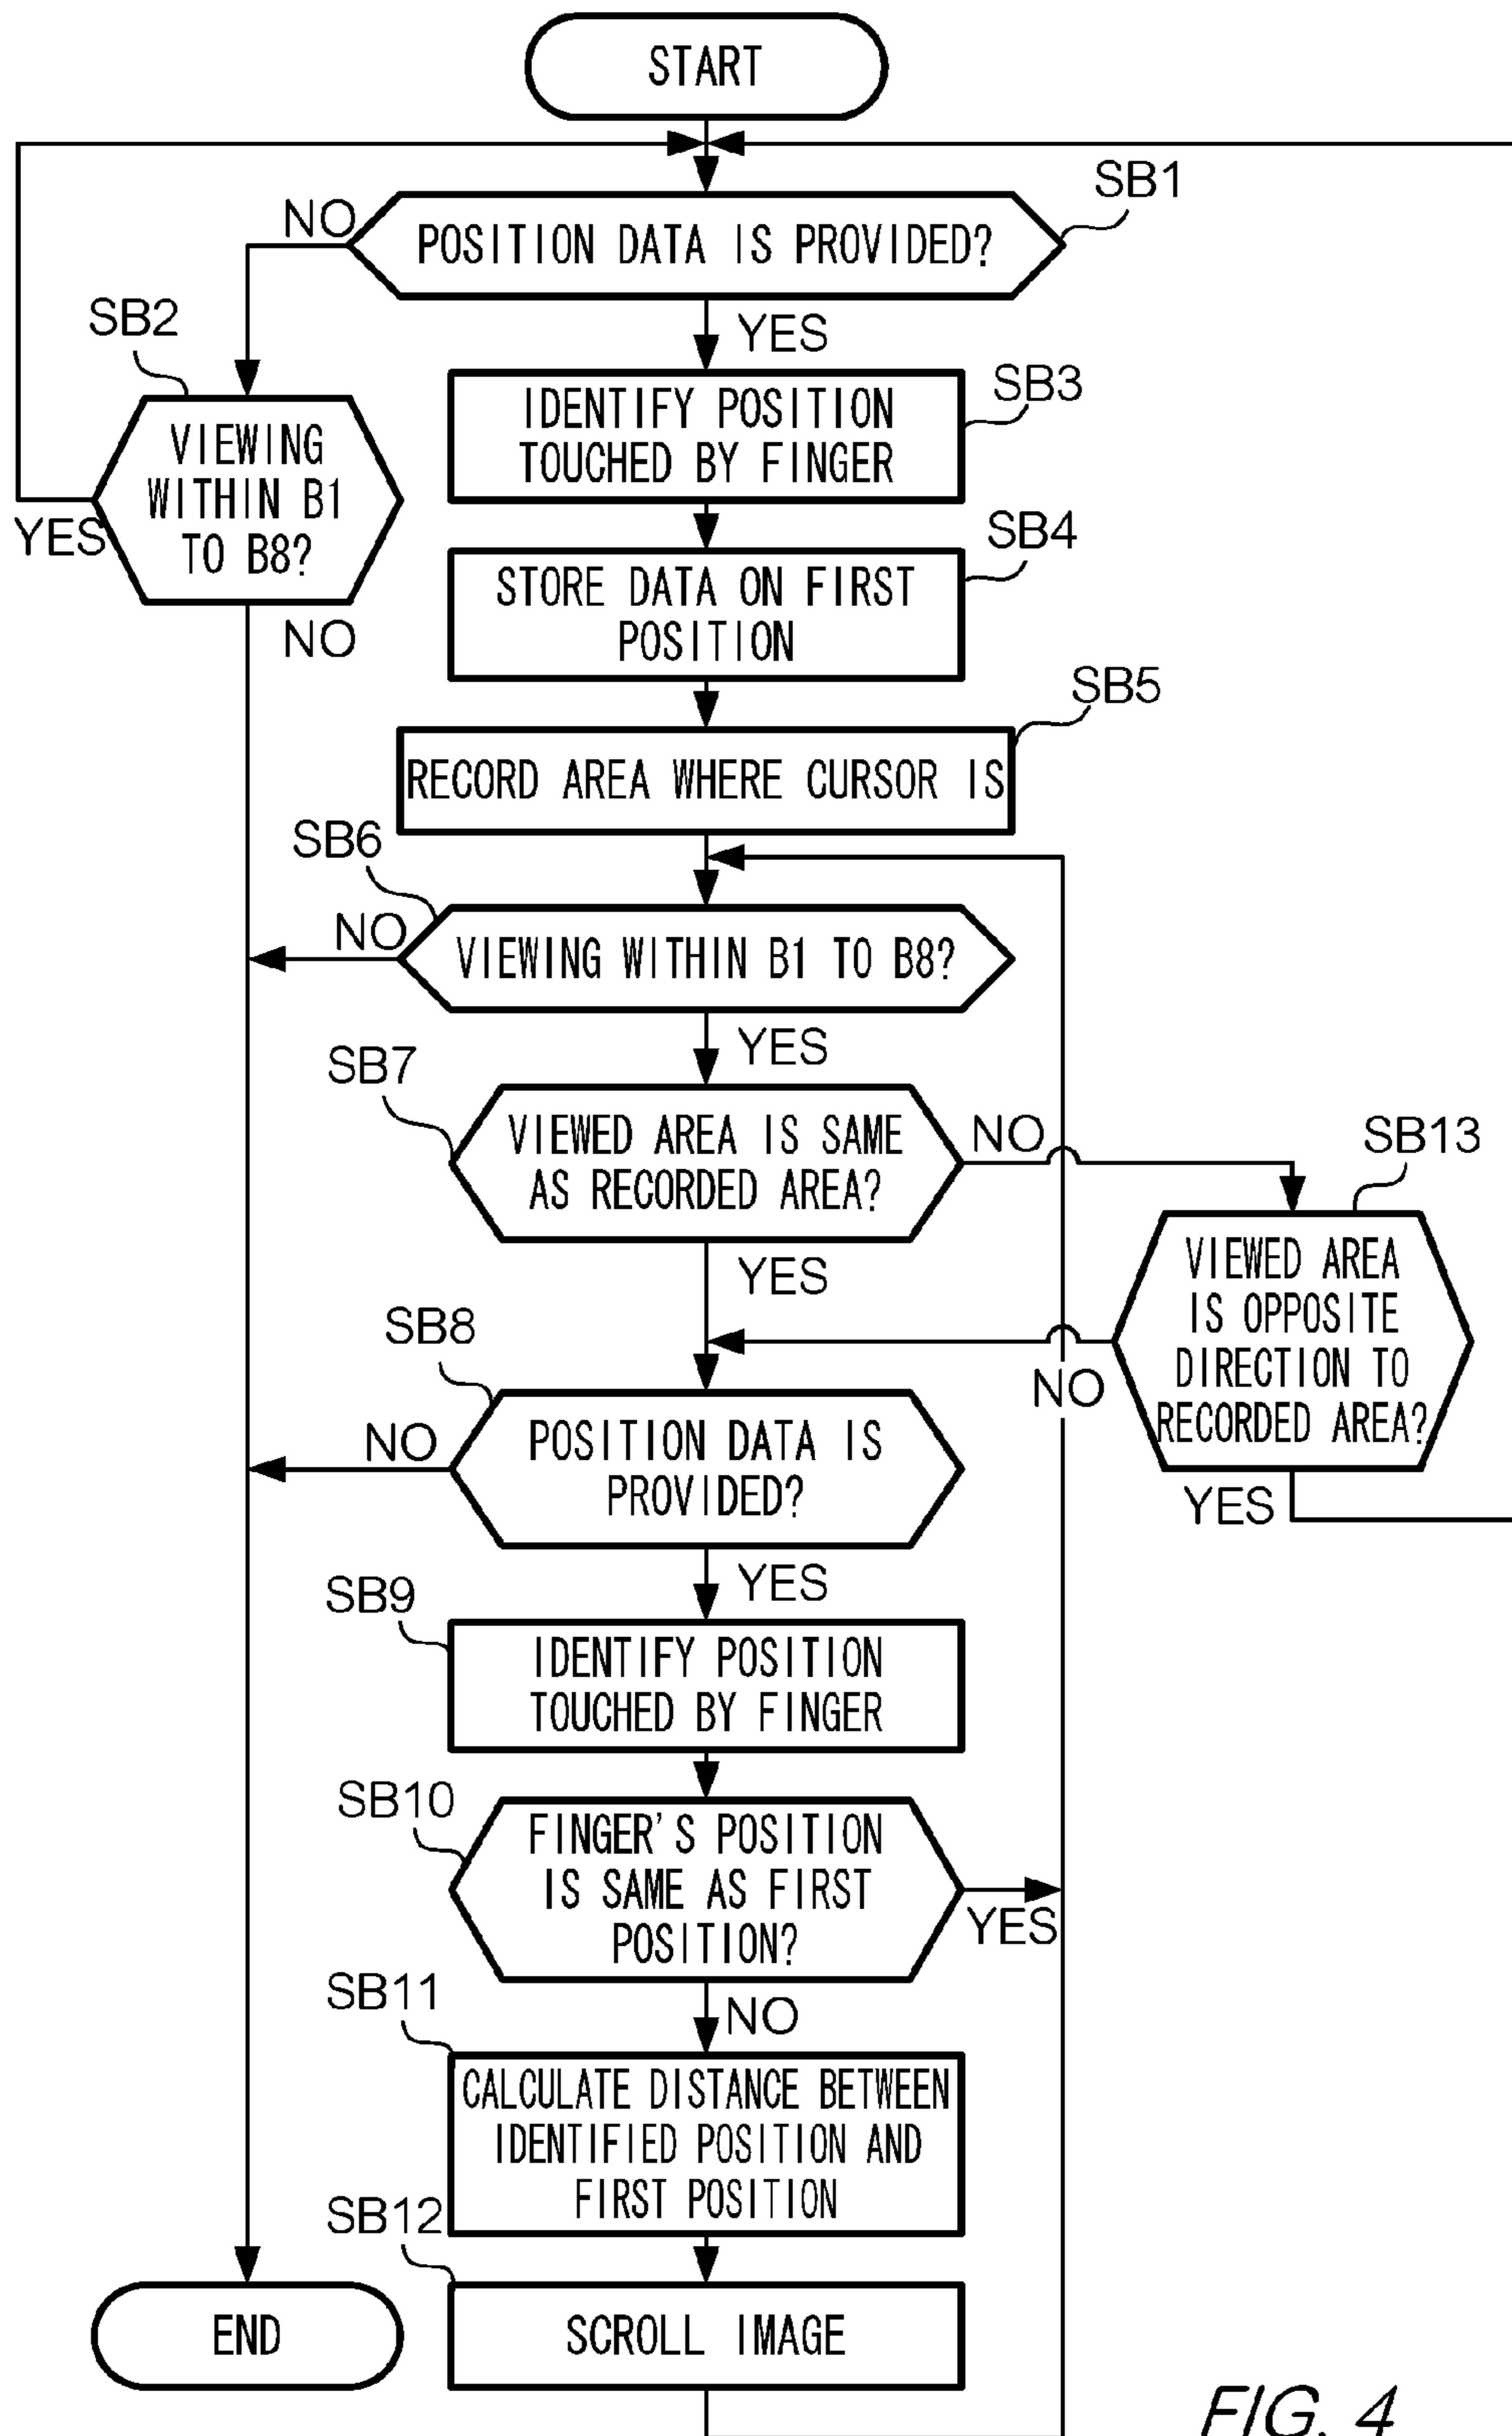 START
SB1
NO
POSITION DATA IS PROVIDED?
YES
SB2
VIEWING
WITHIN B1
TO B8?
YES
NO
SB3
IDENTIFY POSITION
TOUCHED BY FINGER
SB4
STORE DATA ON FIRST
POSITION
SB5
RECORD AREA WHERE CURSOR IS
SB6
NO
VIEWING WITHIN B1 TO B8?
YES
SB7
VIEWED AREA IS SAME
AS RECORDED AREA?
NO
YES
SB13
VIEWED AREA
IS OPPOSITE
DIRECTION TO
RECORDED AREA?
NO
YES
SB8
NO
POSITION DATA IS
PROVIDED?
YES
SB9
IDENTIFY POSITION
TOUCHED BY FINGER
SB10
FINGER'S POSITION
IS SAME AS FIRST
POSITION?
YES
NO
SB11
CALCULATE DISTANCE BETWEEN
IDENTIFIED POSITION AND
FIRST POSITION
SB12
SCROLL IMAGE
END
FIG. 4